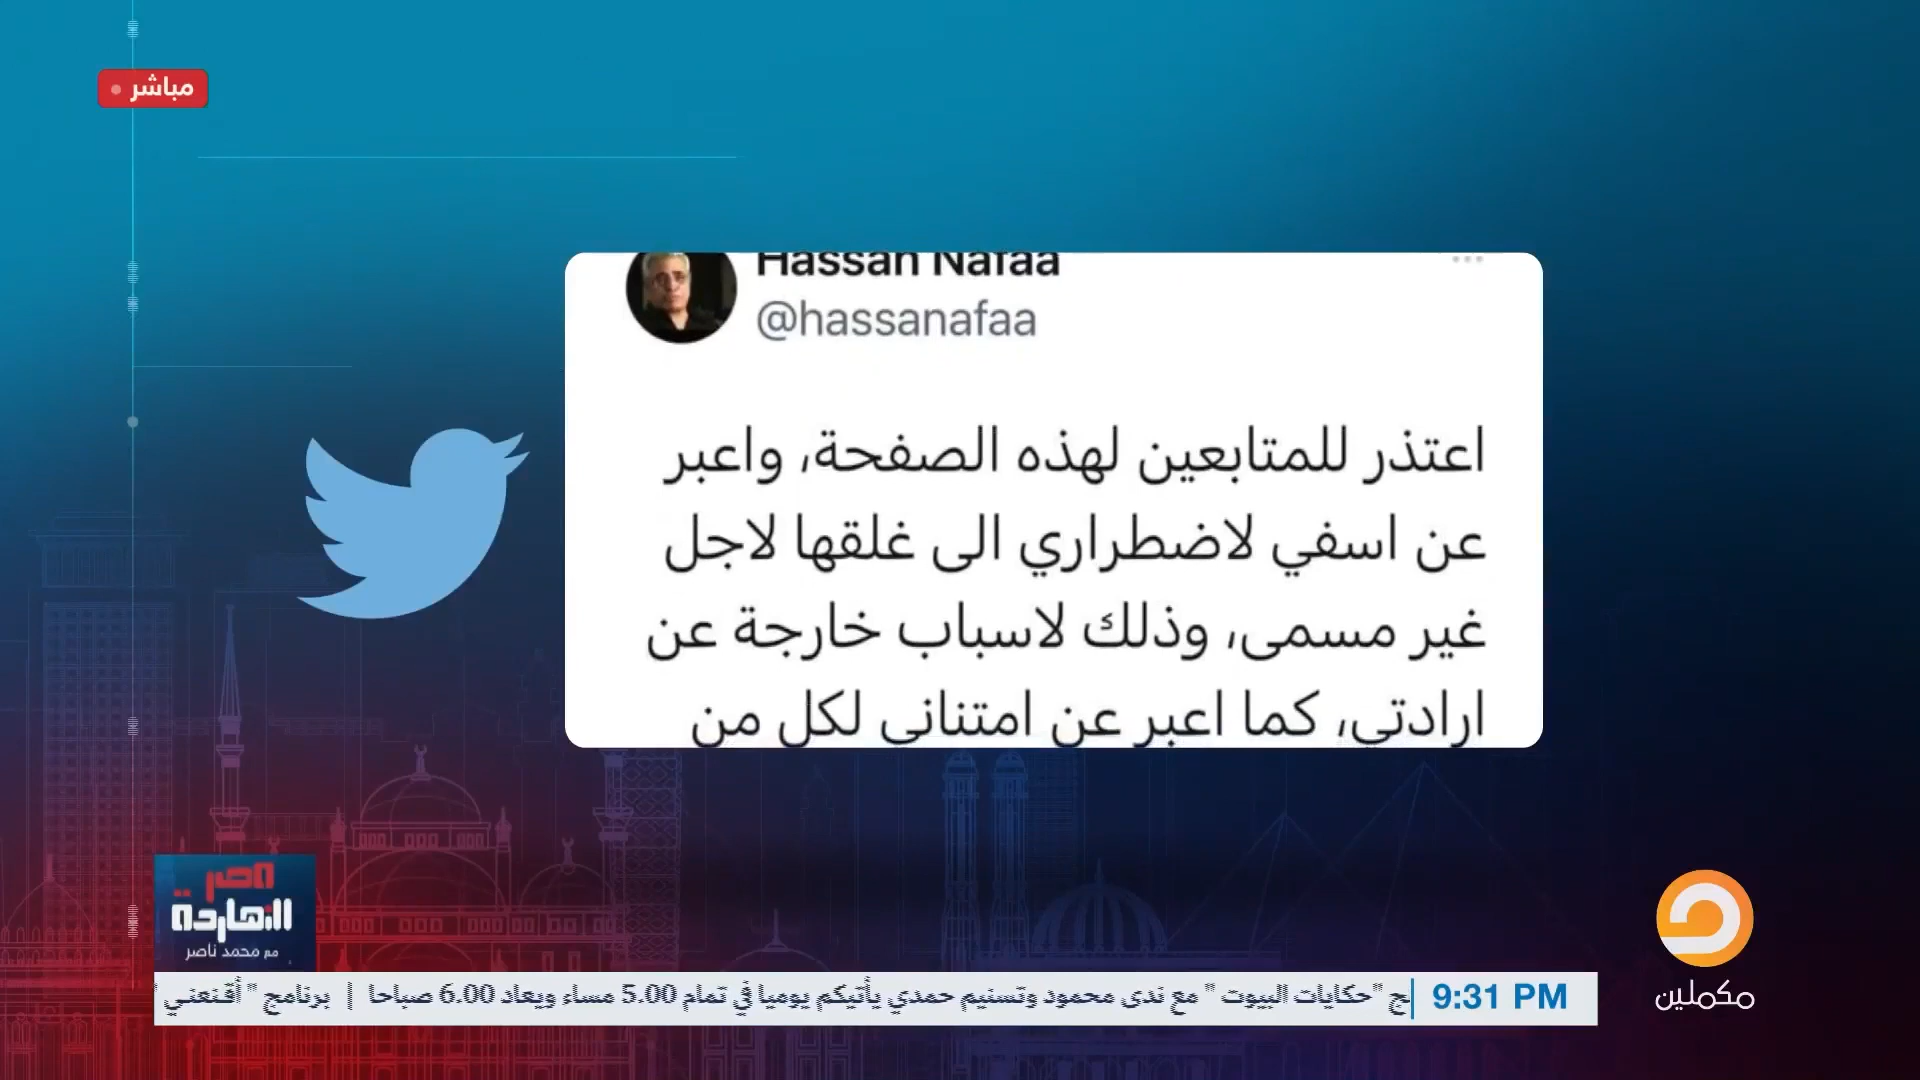 مباشر
Hassan Nafaa
@hassanafaa
اعتذر للمتابعين لهذه الصفحة، واعبر
عن اسفي لاضطراري الى غلقها لاجل
غير مسمى، وذلك لاسباب خارجة عن
ارادتي، كما اعبر عن امتناني لكل من
مصر
النهاردة
مع محمد ناصر
9:31 PM
ج "حكايات البيوت " مع ندى محمود وتسنيم حمدي يأتيكم يوميا في تمام 5.00 مساء ويعاد 6.00 صباحا | برنامج " أقنعني "
مكملين